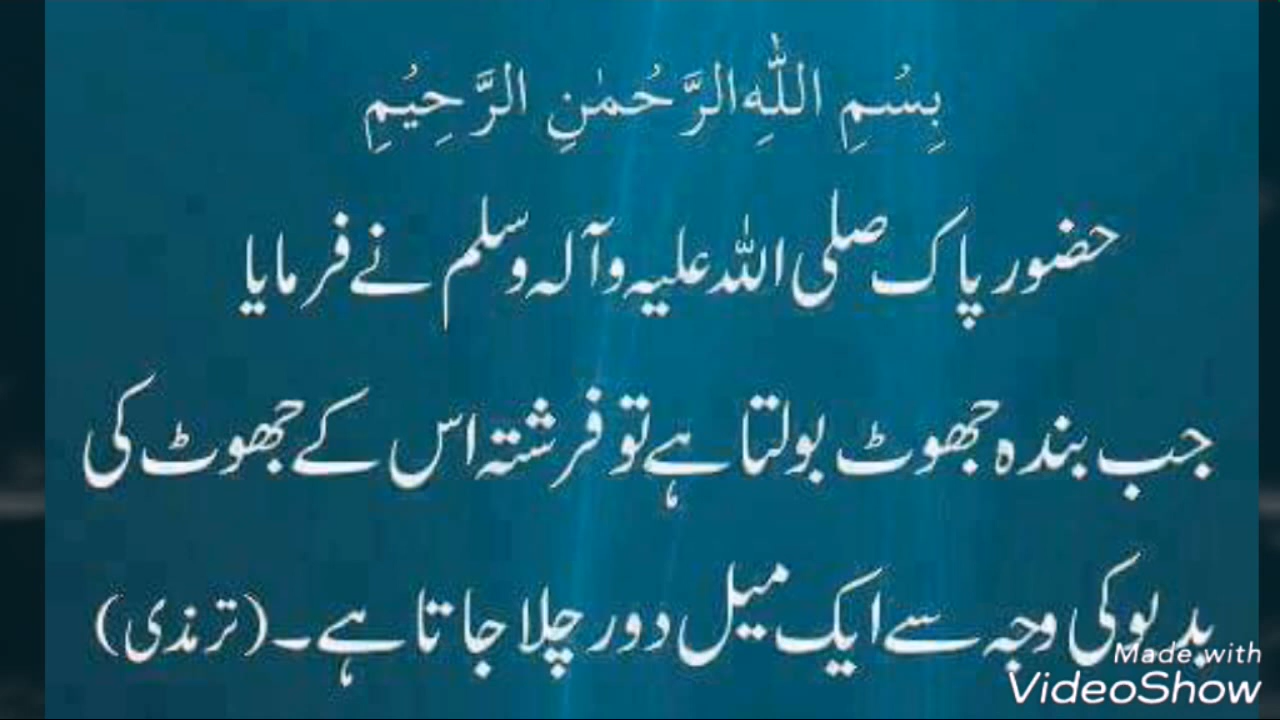 بِسْمِ اللّٰهِ الرَّحْمٰنِ الرَّحِيْمِ
حضور پاک صلی اللہ علیہ وآلہ وسلم نے فرمایا
جب بندہ جھوٹ بولتا ہے تو فرشتہ اس کے جھوٹ کی
بدبو کی وجہ سے ایک میل دور چلا جاتا ہے۔ (ترمذی)
Made with
VideoShow